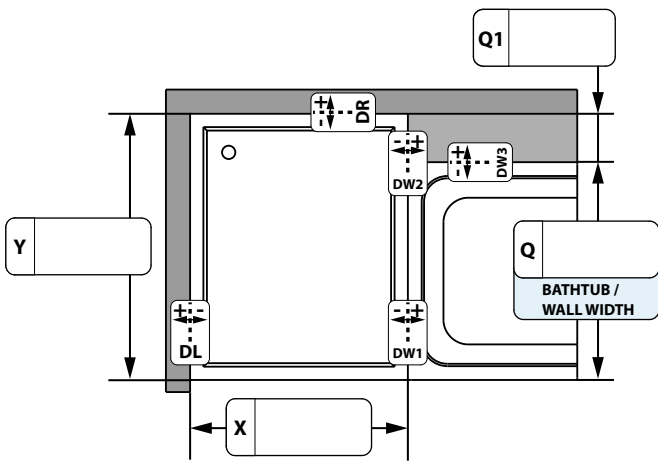 Q1
+
-
DR
- +
DW2
+
-
DW3
Y
Q
BATHTUB /
WALL WIDTH
+ -
DL
- +
DW1
X